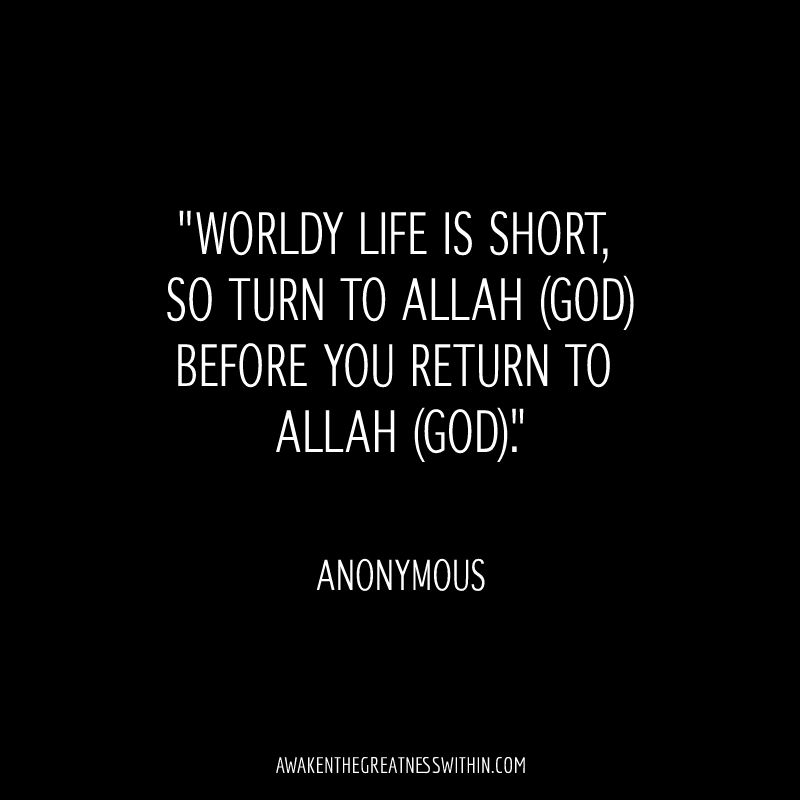 "WORLDY LIFE IS SHORT,
SO TURN TO ALLAH (GOD)
BEFORE YOU RETURN TO
ALLAH (GOD)."
ANONYMOUS
AWAKENTHEGREATNESSWITHIN.COM